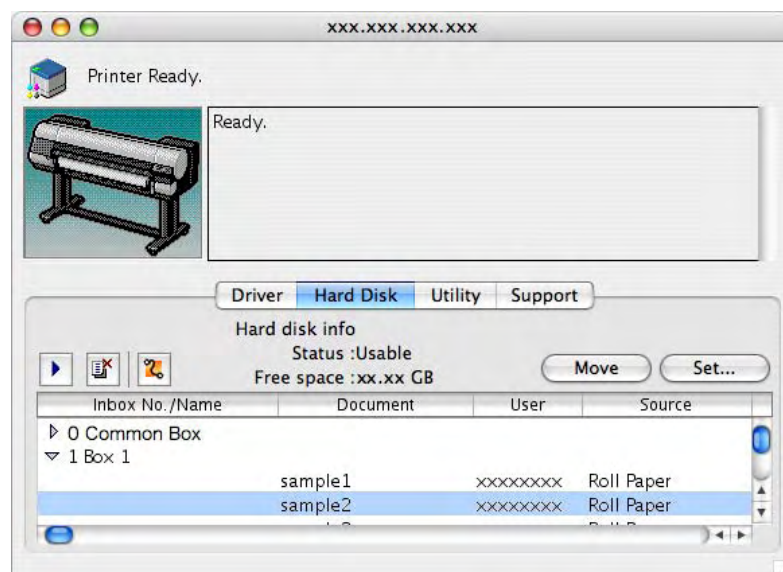 xxx.xxx.xxx.xxx
Printer Ready.
Ready.
Driver Hard Disk Utility Support
Hard disk info
Status :Usable
Free space :xx.xx GB
Move Set...
Inbox No./Name Document User Source
0 Common Box
1 Box 1
sample1 xxxxxxxx Roll Paper
sample2 xxxxxxxx Roll Paper